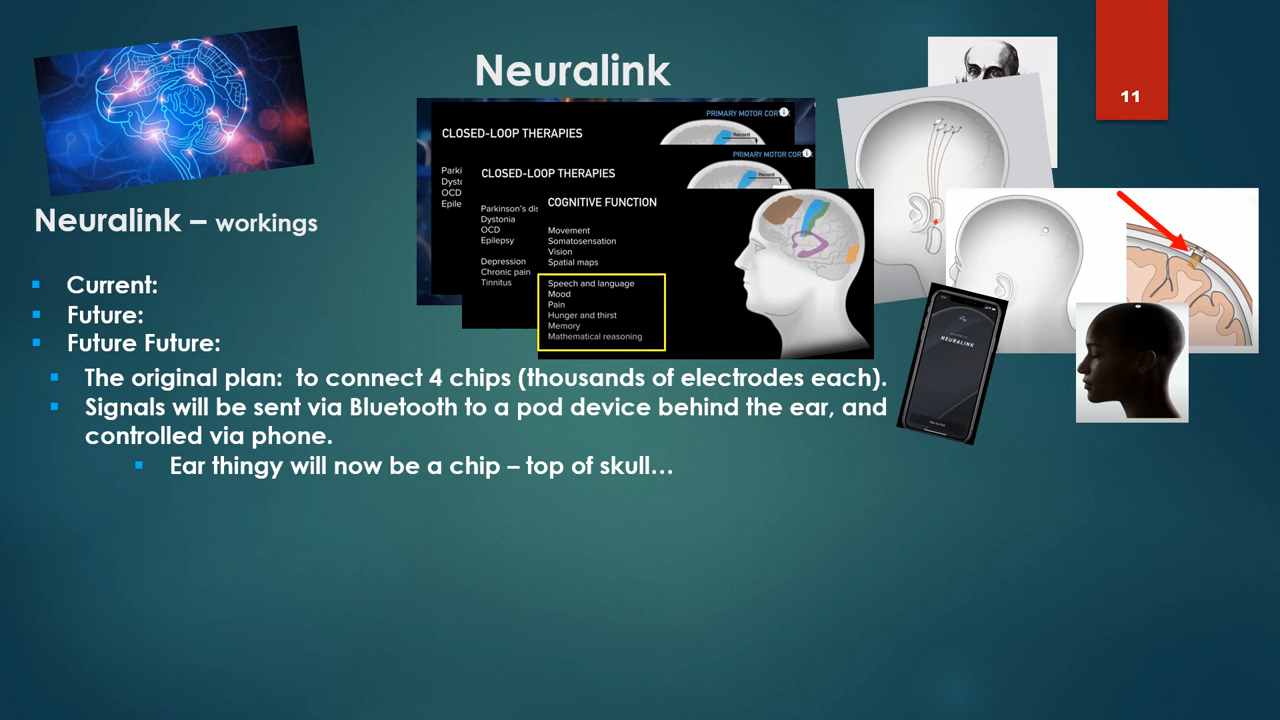 Neuralink
11
PRIMARY MOTOR COR
CLOSED-LOOP THERAPIES
Record
Parki
Dysto
OCD
Epile
PRIMARY MOTOR CORT
CLOSED-LOOP THERAPIES
Record
Parkinson's dis
Dystonia
OCD
Epilepsy
Depression
Chronic pain
Tinnitus
COGNITIVE FUNCTION
Movement
Somatosensation
Vision
Spatial maps
Speech and language
Mood
Pain
Hunger and thirst
Memory
Mathematical reasoning
NEURALINK
Neuralink – workings
Current:
Future:
Future Future:
The original plan: to connect 4 chips (thousands of electrodes each).
Signals will be sent via Bluetooth to a pod device behind the ear, and
controlled via phone.
Ear thingy will now be a chip – top of skull...